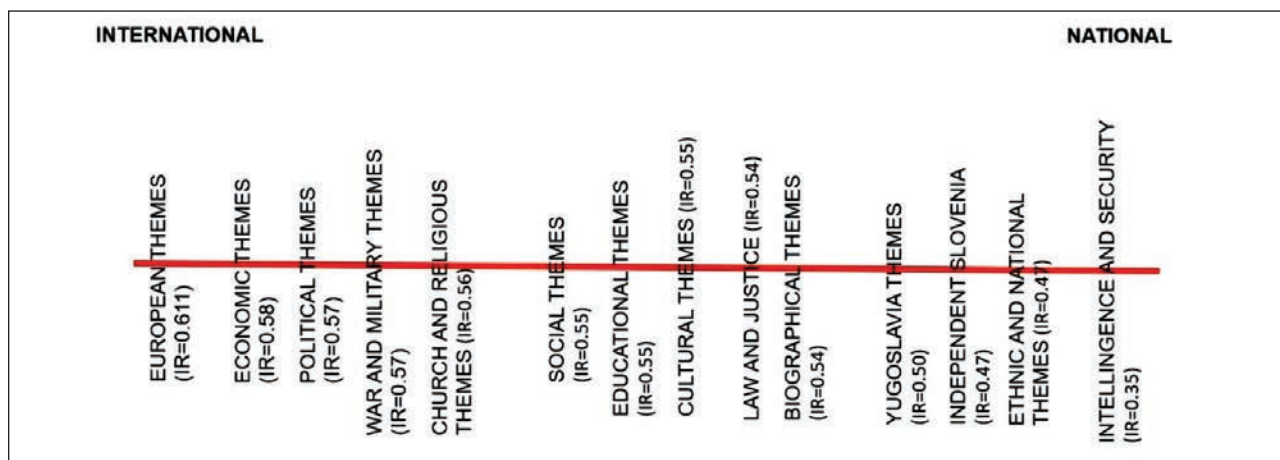 INTERNATIONAL
NATIONAL
EUROPEAN THEMES
(IR=0.611)
ECONOMIC THEMES
(IR=0.58)
POLITICAL THEMES
(IR=0.57)
WAR AND MILITARY THEMES
(IR=0.57)
CHURCH AND RELIGIOUS
THEMES (IR=0.56)
SOCIAL THEMES
(IR=0.55)
EDUCATIONAL THEMES
(IR=0.55)
CULTURAL THEMES (IR=0.55)
LAW AND JUSTICE (IR=0.54)
BIOGRAPHICAL THEMES
(IR=0.54)
YUGOSLAVIA THEMES
(IR=0.50)
INDEPENDENT SLOVENIA
(IR=0.47)
ETHNIC AND NATIONAL
THEMES (IR=0.47)
INTELLINGENCE AND SECURITY
(IR=0.35)